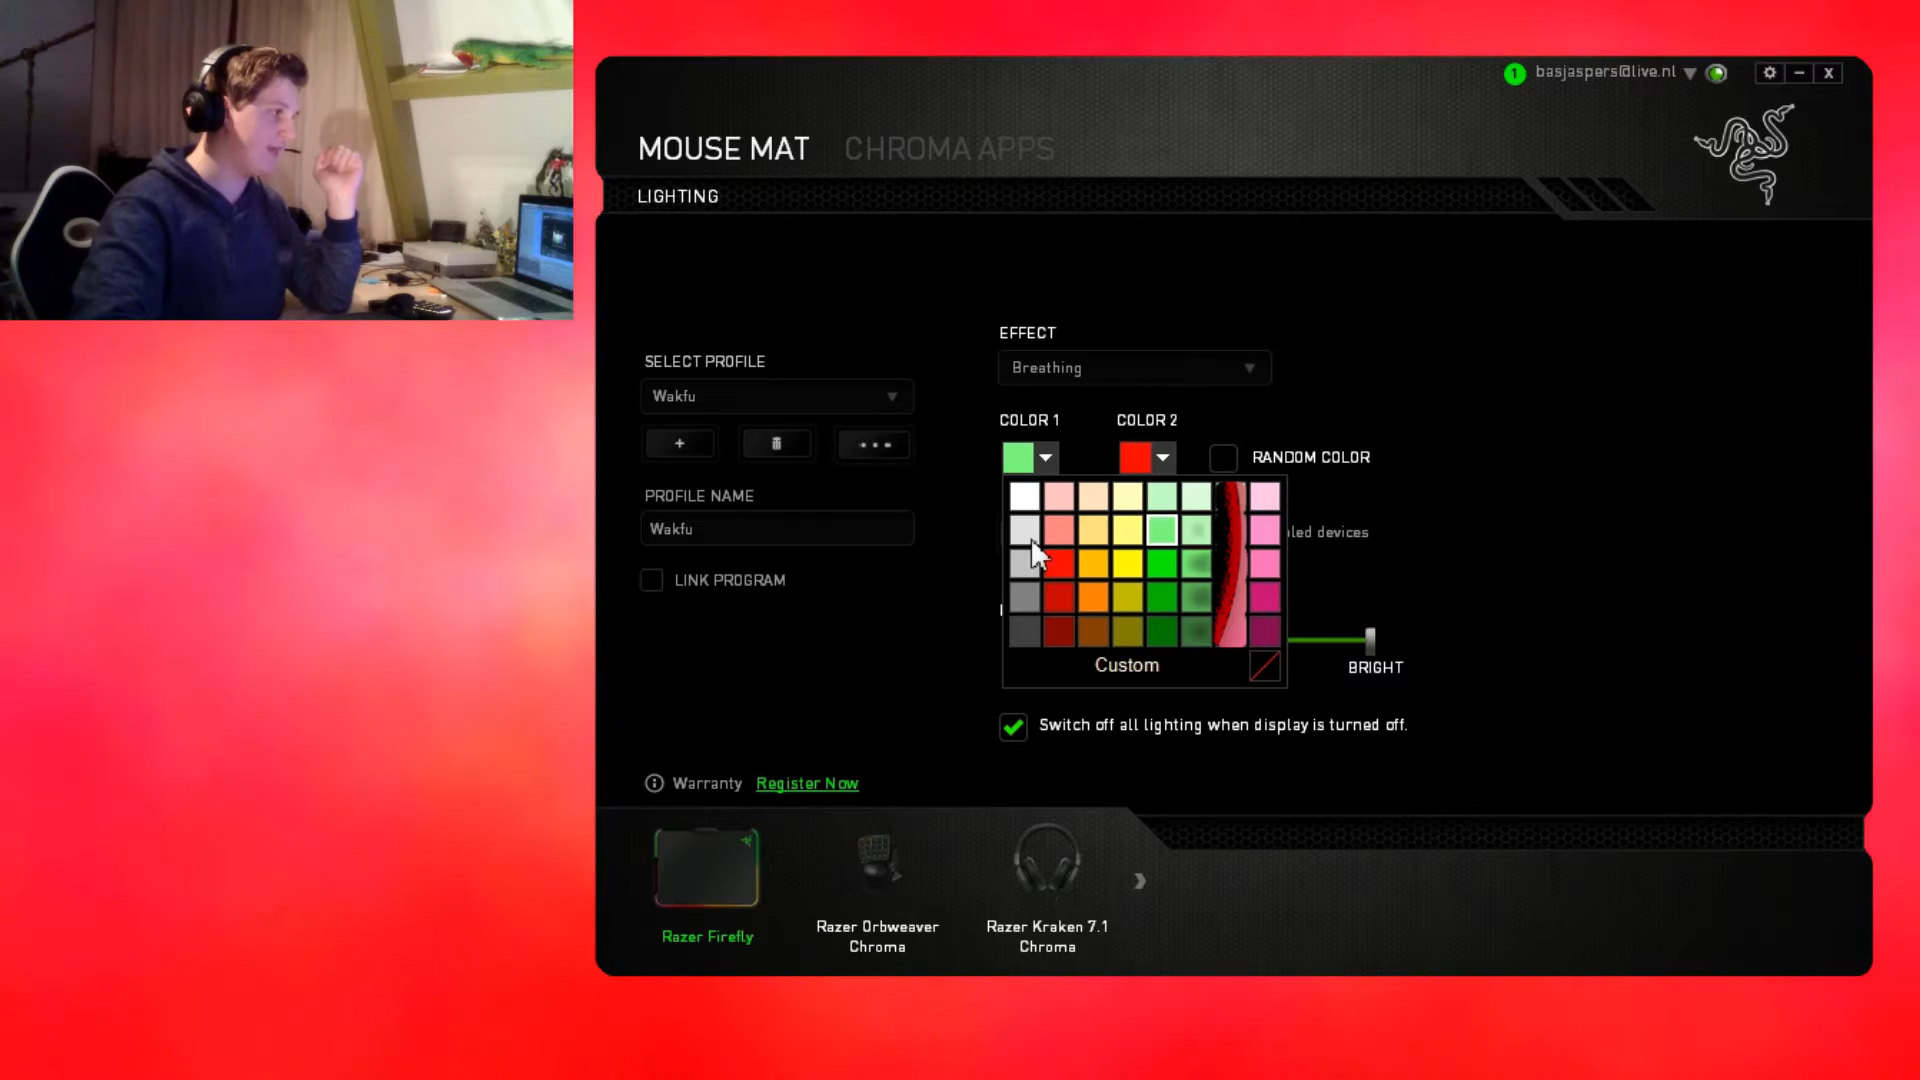 1 basjaspers@live.nl
MOUSE MAT CHROMA APPS
LIGHTING
EFFECT
Breathing
SELECT PROFILE
Wakfu
COLOR 1 COLOR 2
RANDOM COLOR
PROFILE NAME
Wakfu
led devices
LINK PROGRAM
Custom
BRIGHT
Switch off all lighting when display is turned off.
Warranty Register Now
Razer Firefly
Razer Orbweaver
Chroma
Razer Kraken 7.1
Chroma